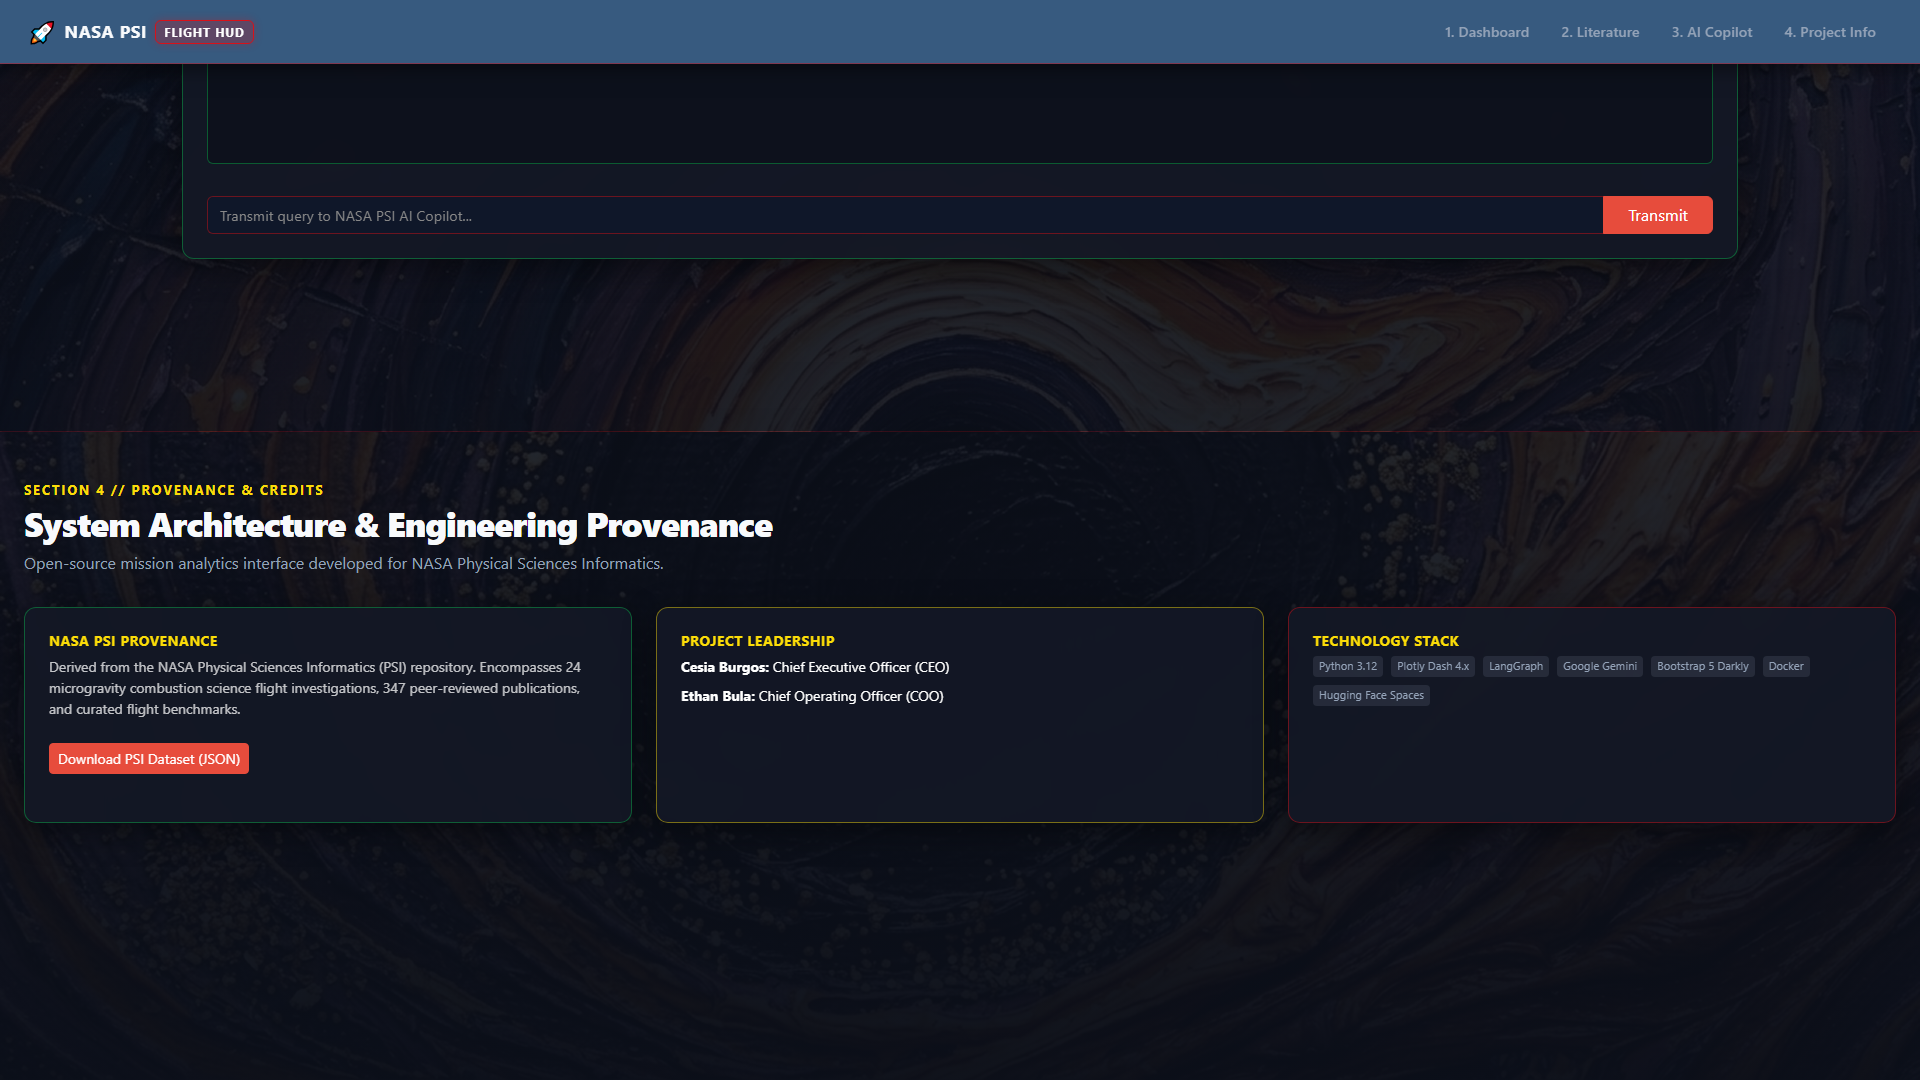 NASA PSI FLIGHT HUD
1. Dashboard 2. Literature 3. AI Copilot 4. Project Info
Transmit query to NASA PSI AI Copilot...
Transmit
SECTION 4 // PROVENANCE & CREDITS
System Architecture & Engineering Provenance
Open-source mission analytics interface developed for NASA Physical Sciences Informatics.
NASA PSI PROVENANCE
Derived from the NASA Physical Sciences Informatics (PSI) repository. Encompasses 24
microgravity combustion science flight investigations, 347 peer-reviewed publications,
and curated flight benchmarks.
Download PSI Dataset (JSON)
PROJECT LEADERSHIP
Cesia Burgos: Chief Executive Officer (CEO)
Ethan Bula: Chief Operating Officer (COO)
TECHNOLOGY STACK
Python 3.12 Plotly Dash 4.x LangGraph Google Gemini Bootstrap 5 Darkly Docker
Hugging Face Spaces